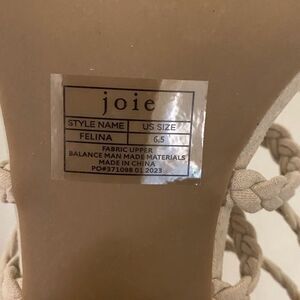 joie
STYLE NAME US SIZE
FELINA 6.5
FABRIC UPPER
BALANCE MAN MADE MATERIALS
MADE IN CHINA
PO#371088 01 2023